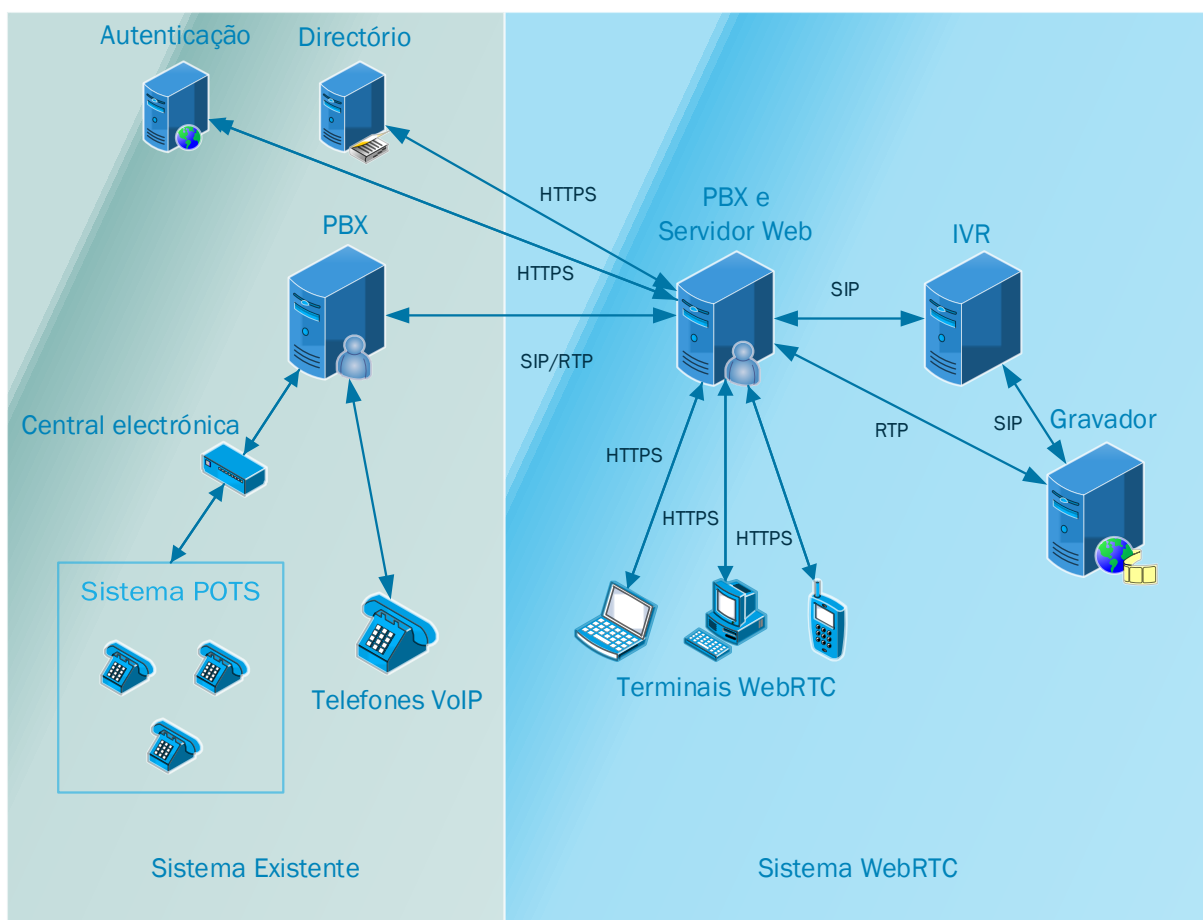 Autenticação
Directório
HTTPS
PBX e
Servidor Web
PBX
IVR
HTTPS
SIP
SIP/RTP
Central electrónica
RTP
SIP
Gravador
HTTPS
HTTPS
HTTPS
Sistema POTS
Telefones VoIP
Terminais WebRTC
Sistema Existente
Sistema WebRTC